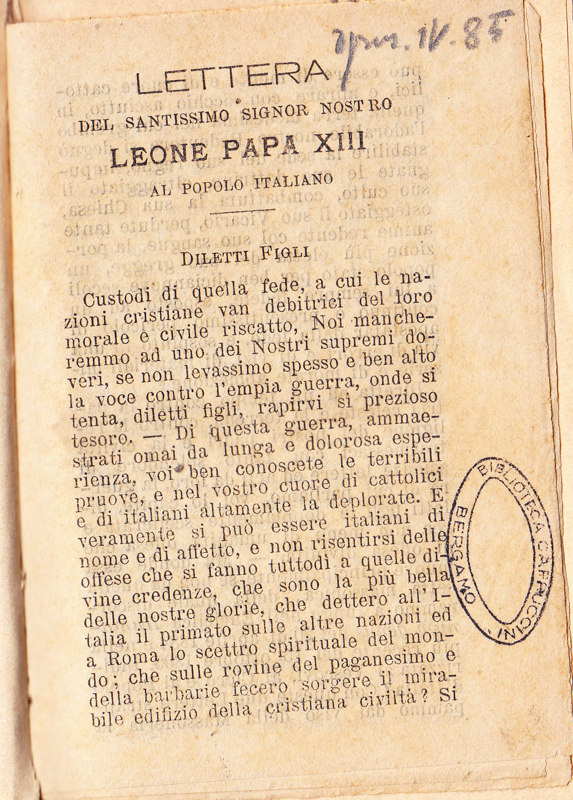 opus. IV. 85
LETTERA
DEL SANTISSIMO SIGNOR NOSTRO
LEONE PAPA XIII
AL POPOLO ITALIANO
DILETTI FIGLI
Custodi di quella fede, a cui le na-
zioni cristiane van debitrici del loro
morale e civile riscatto, Noi manche-
remmo ad uno dei Nostri supremi do-
veri, se non levassimo spesso e ben alto
la voce contro l'empia guerra, onde si
tenta, diletti figli, rapirvi sì prezioso
tesoro. — Di questa guerra, ammae-
strati omai da lunga e dolorosa espe-
rienza, voi ben conoscete le terribili
pruove, e nel vostro cuore di cattolici
e di italiani altamente la deplorate. E
veramente si può essere italiani di
nome e di affetto, e non risentirsi delle
offese che si fanno tuttodì a quelle di-
vine credenze, che sono la più bella
delle nostre glorie, che dettero all'I-
talia il primato sulle altre nazioni ed
a Roma lo scettro spirituale del mon-
do; che sulle rovine del paganesimo e
della barbarie fecero sorgere il mira-
bile edifizio della cristiana civiltà? Sì
BIBLIOTECA CAPPUCCINI
BERGAMO